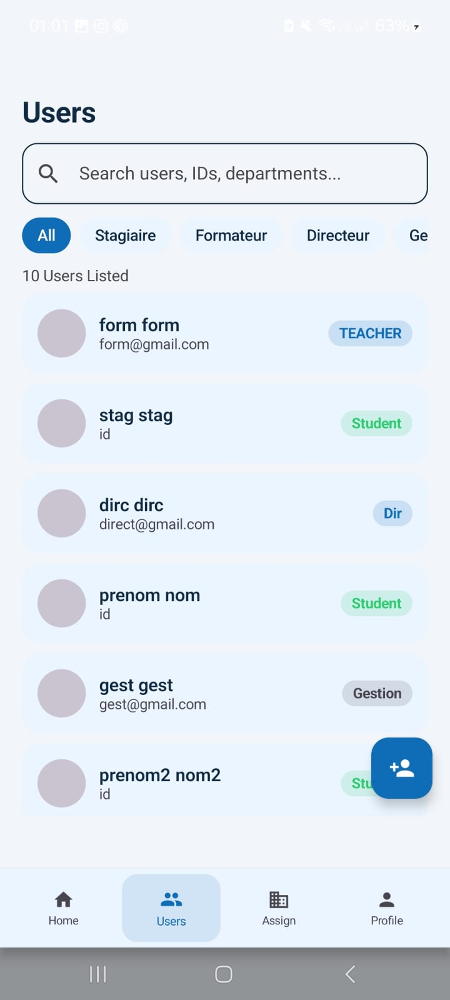 01:01 63%
Users
Search users, IDs, departments...
All Stagiaire Formateur Directeur Ge
10 Users Listed
form form
form@gmail.com
TEACHER
stag stag
id
Student
dirc dirc
direct@gmail.com
Dir
prenom nom
id
Student
gest gest
gest@gmail.com
Gestion
prenom2 nom2
id
Stu
Home Users Assign Profile